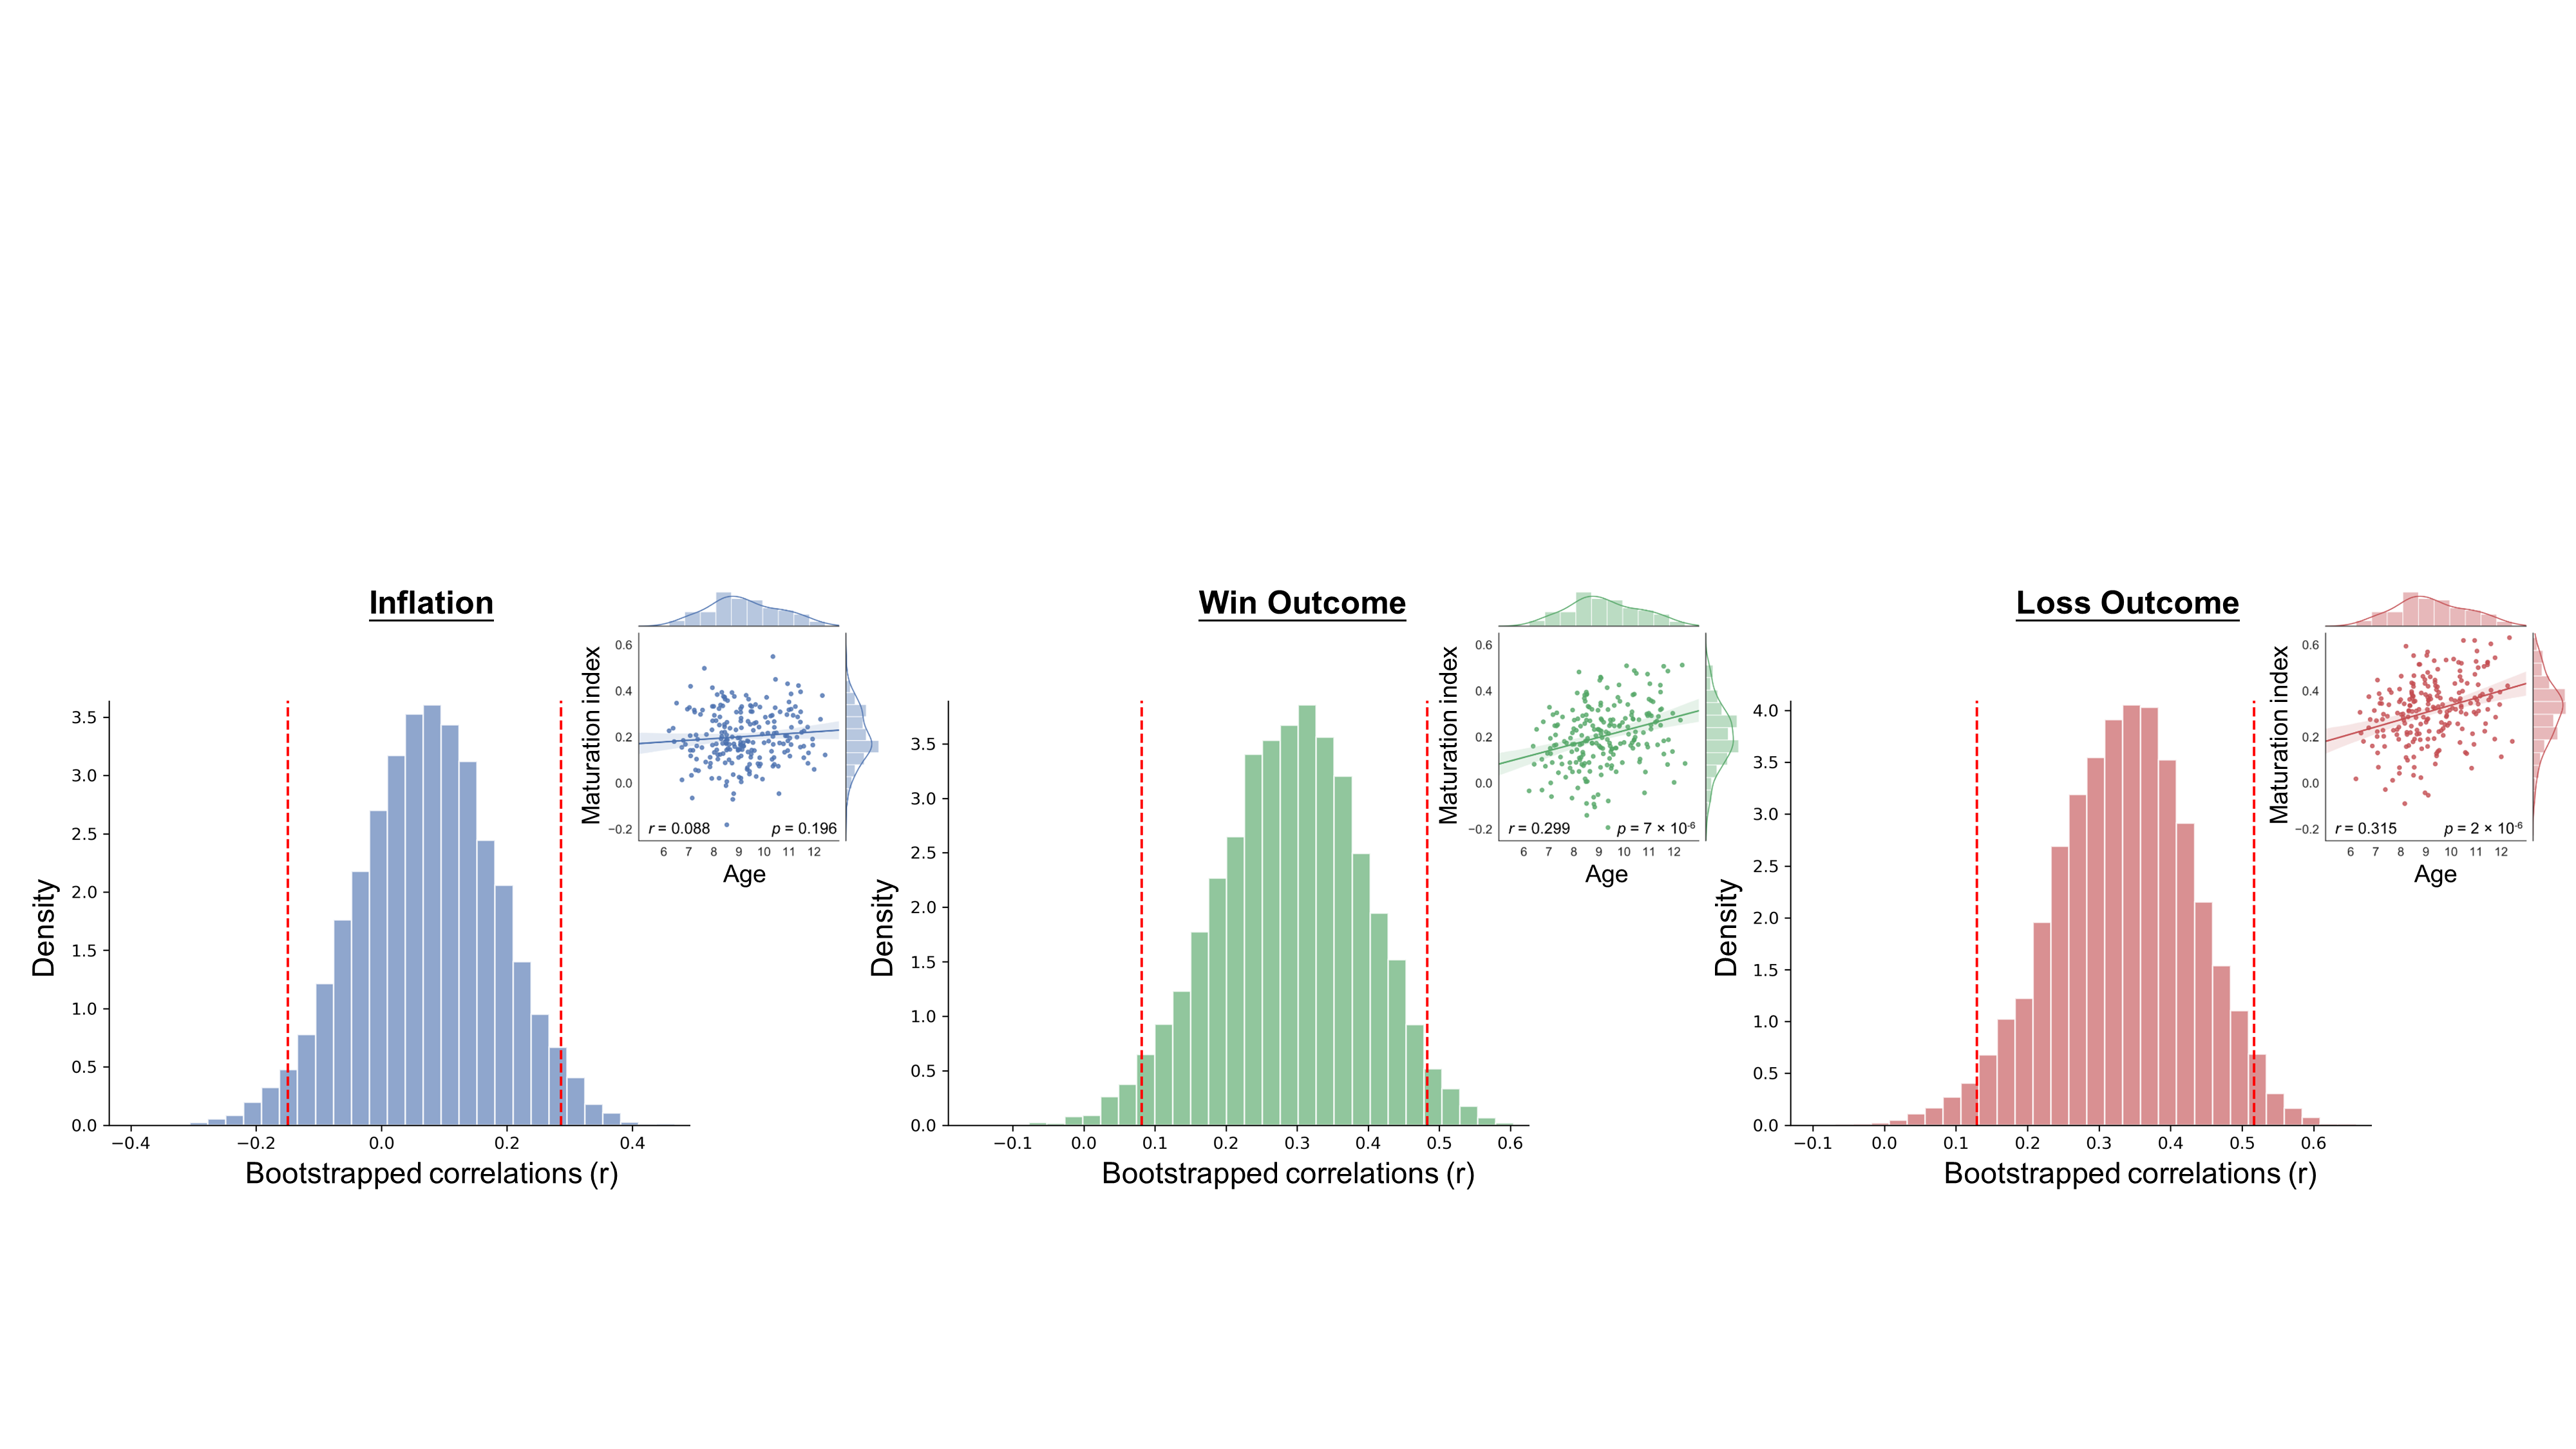 Inflation
Density
3.5
3.0
2.5
2.0
1.5
1.0
0.5
0.0
−0.4 −0.2 0.0 0.2 0.4
Bootstrapped correlations (r)
Maturation index
0.6
0.4
0.2
0.0
−0.2
r = 0.088 p = 0.196
6 7 8 9 10 11 12
Age
Win Outcome
Density
3.5
3.0
2.5
2.0
1.5
1.0
0.5
0.0
−0.1 0.0 0.1 0.2 0.3 0.4 0.5 0.6
Bootstrapped correlations (r)
Maturation index
0.6
0.4
0.2
0.0
−0.2
r = 0.299 p = 7 × 10⁻⁶
6 7 8 9 10 11 12
Age
Loss Outcome
Density
4.0
3.5
3.0
2.5
2.0
1.5
1.0
0.5
0.0
−0.1 0.0 0.1 0.2 0.3 0.4 0.5 0.6
Bootstrapped correlations (r)
Maturation index
0.6
0.4
0.2
0.0
−0.2
r = 0.315 p = 2 × 10⁻⁶
6 7 8 9 10 11 12
Age